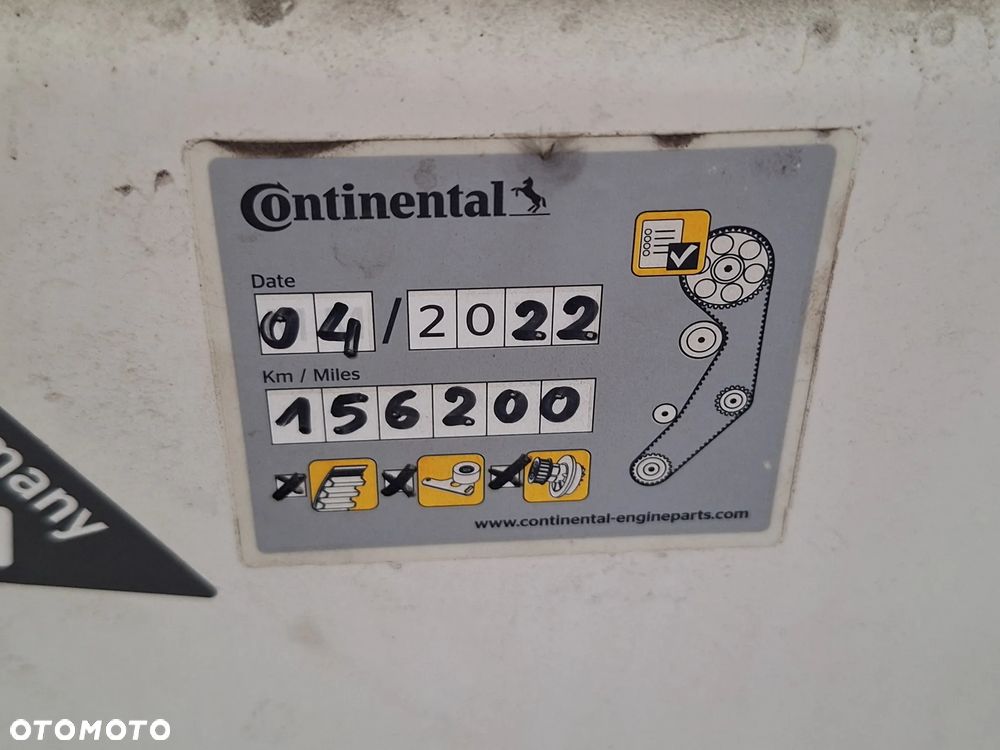 Continental
Date
04/2022
Km / Miles
156200
www.continental-engineparts.com
many
OTOMOTO